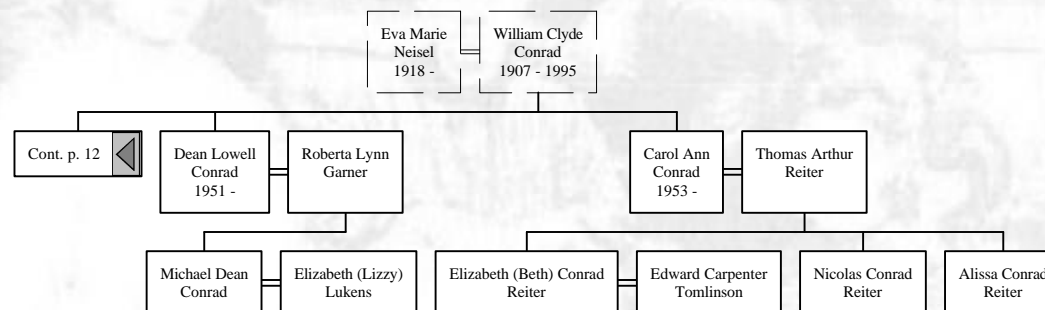 Eva Marie
Neisel
1918 -
William Clyde
Conrad
1907 - 1995
Cont. p. 12
Dean Lowell
Conrad
1951 -
Roberta Lynn
Garner
Carol Ann
Conrad
1953 -
Thomas Arthur
Reiter
Michael Dean
Conrad
Elizabeth (Lizzy)
Lukens
Elizabeth (Beth) Conrad
Reiter
Edward Carpenter
Tomlinson
Nicolas Conrad
Reiter
Alissa Conrad
Reiter